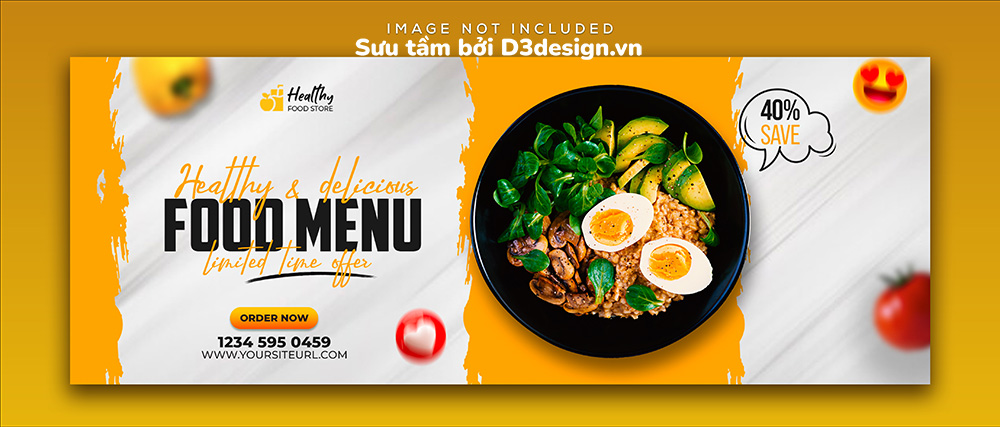 IMAGE NOT INCLUDED
Sưu tầm bởi D3design.vn
Healthy
FOOD STORE
40%
SAVE
Healthy & delicious
FOOD MENU
limited time offer
ORDER NOW
1234 595 0459
WWW.YOURSITEURL.COM